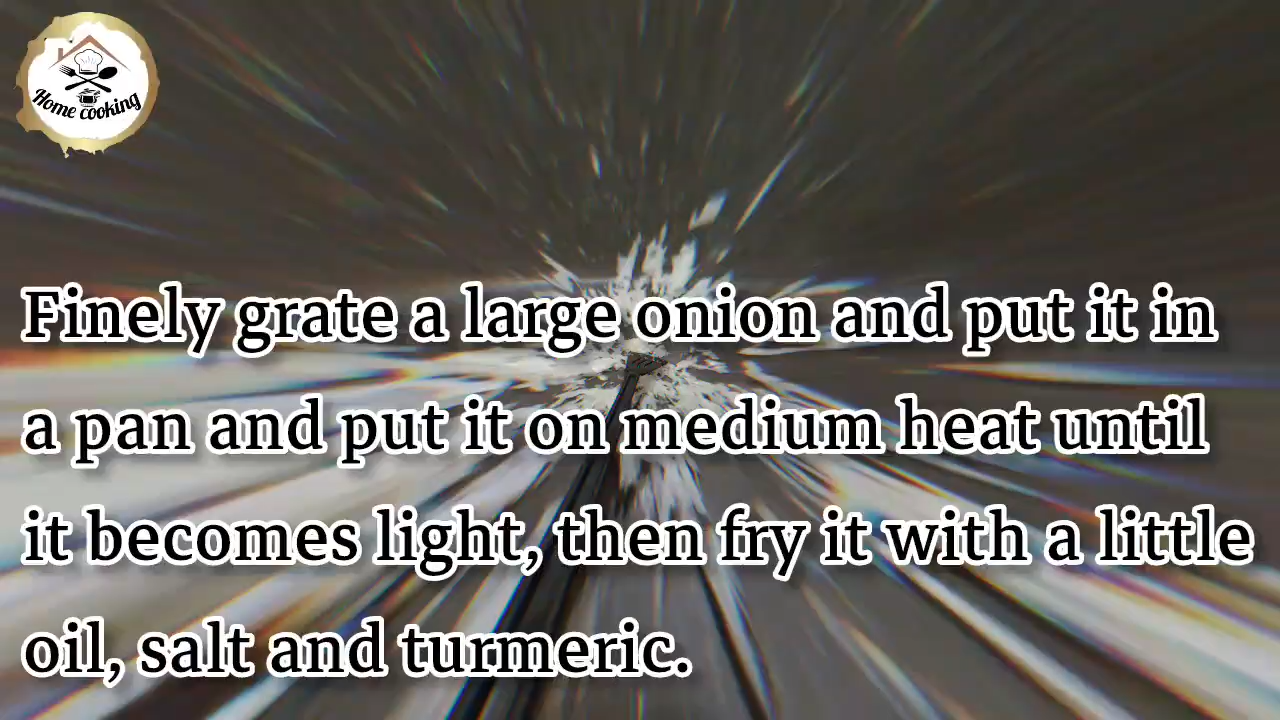 Home cooking
Finely grate a large onion and put it in
a pan and put it on medium heat until
it becomes light, then fry it with a little
oil, salt and turmeric.